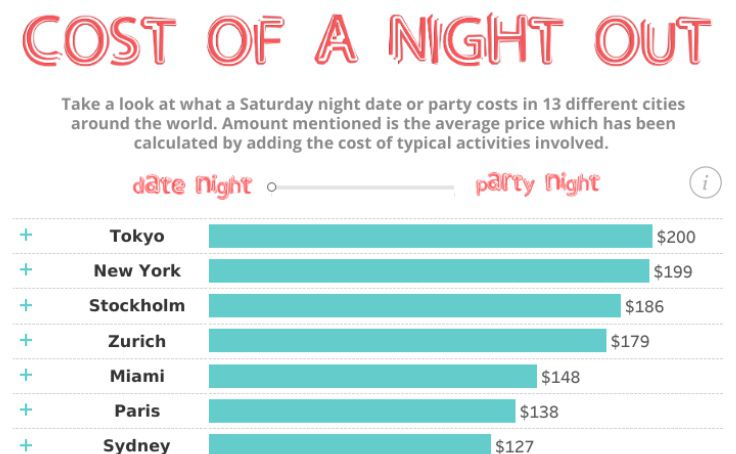 COST OF A NIGHT OUT
Take a look at what a Saturday night date or party costs in 13 different cities
around the world. Amount mentioned is the average price which has been
calculated by adding the cost of typical activities involved.
date night party night i
+ Tokyo $200
+ New York $199
+ Stockholm $186
+ Zurich $179
+ Miami $148
+ Paris $138
+ Sydney $127